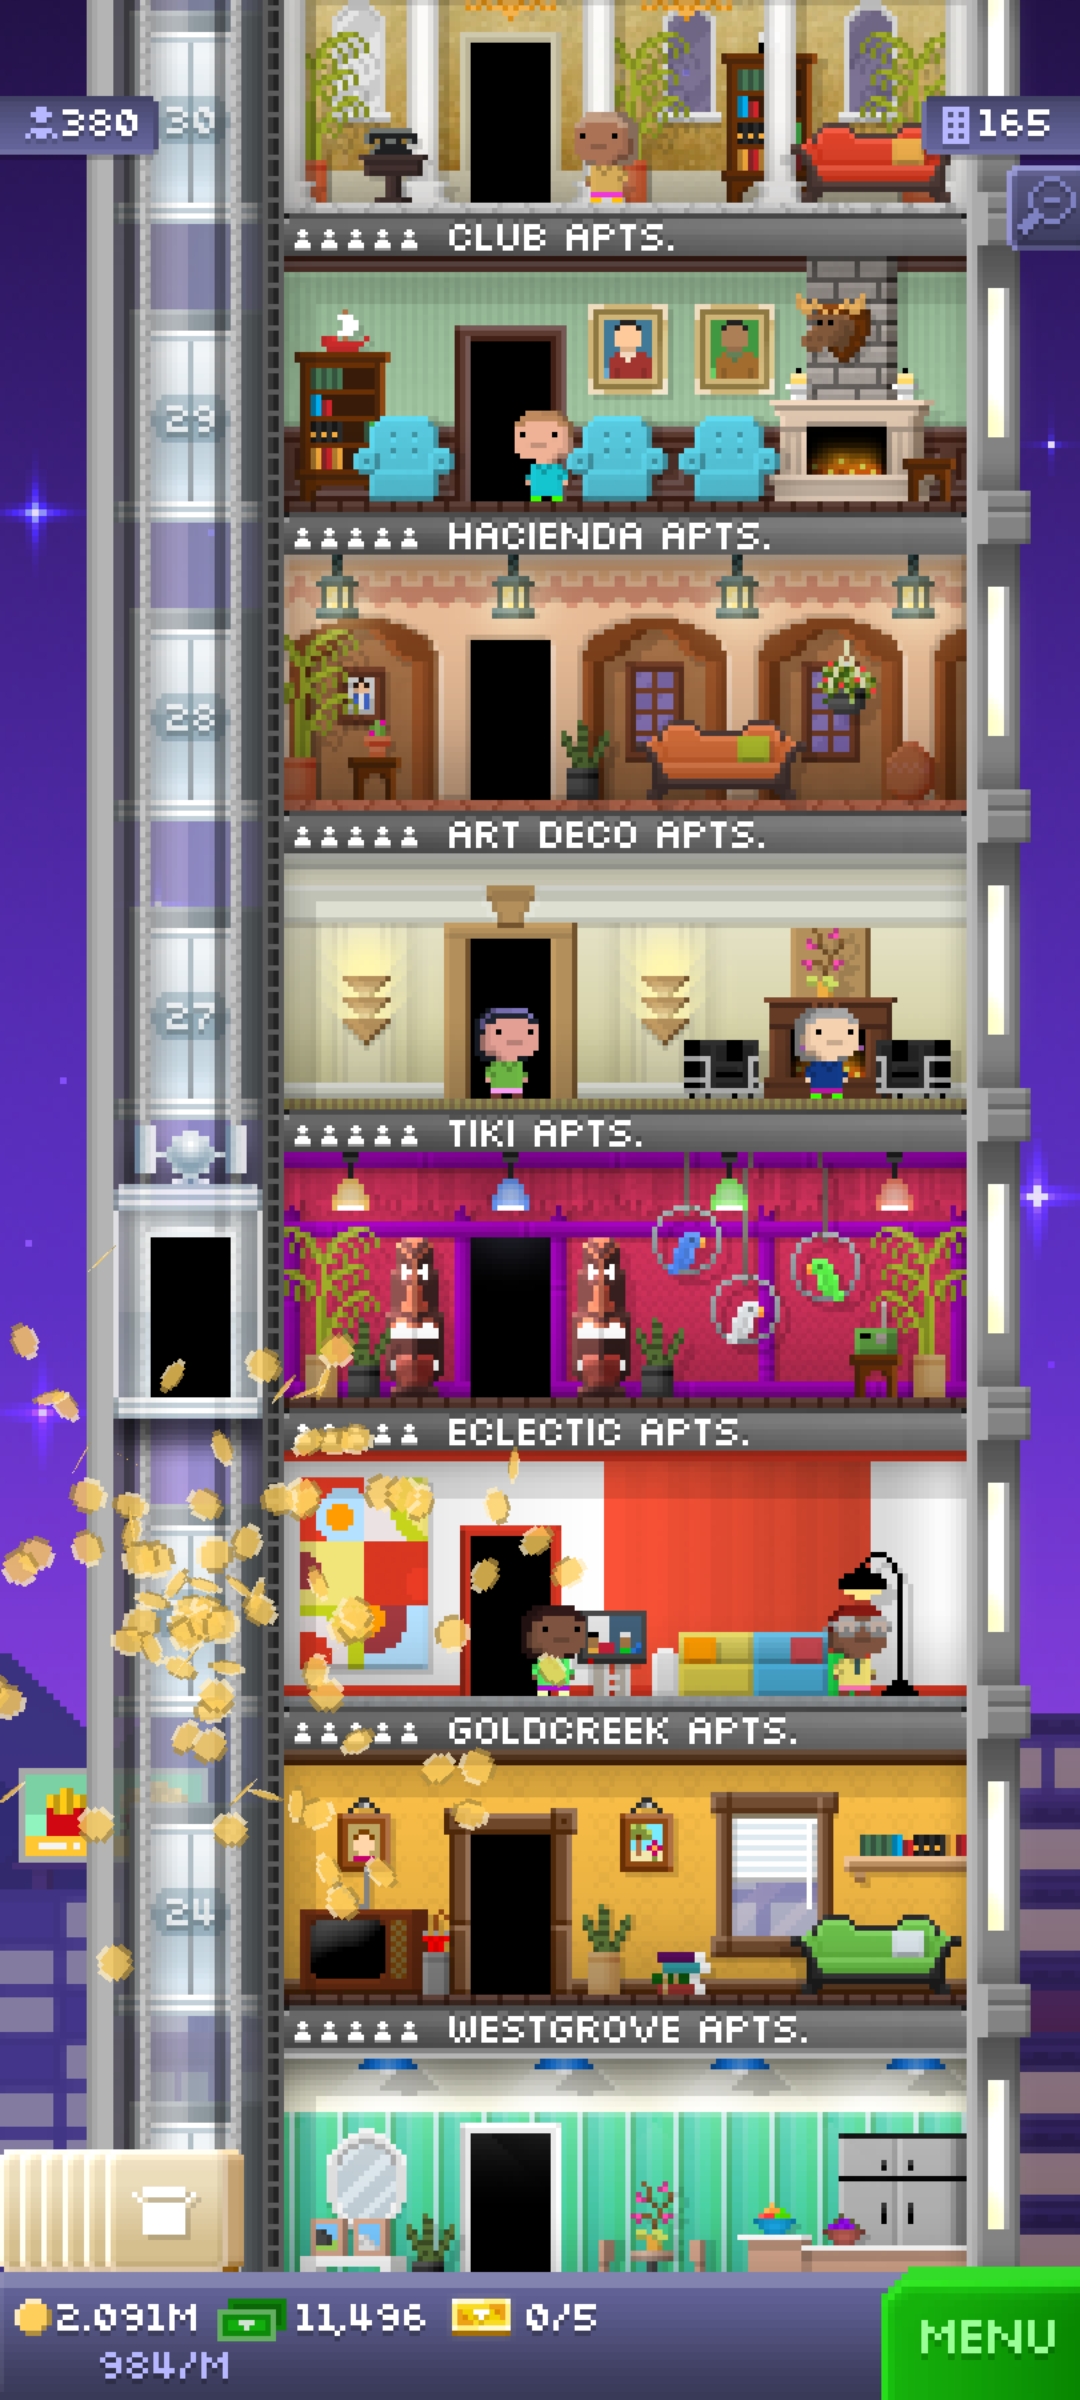 380
30
165
CLUB APTS.
29
HACIENDA APTS.
28
ART DECO APTS.
27
TIKI APTS.
ECLECTIC APTS.
GOLDCREEK APTS.
24
WESTGROVE APTS.
2.091M 11,496 0/5
984/M
MENU